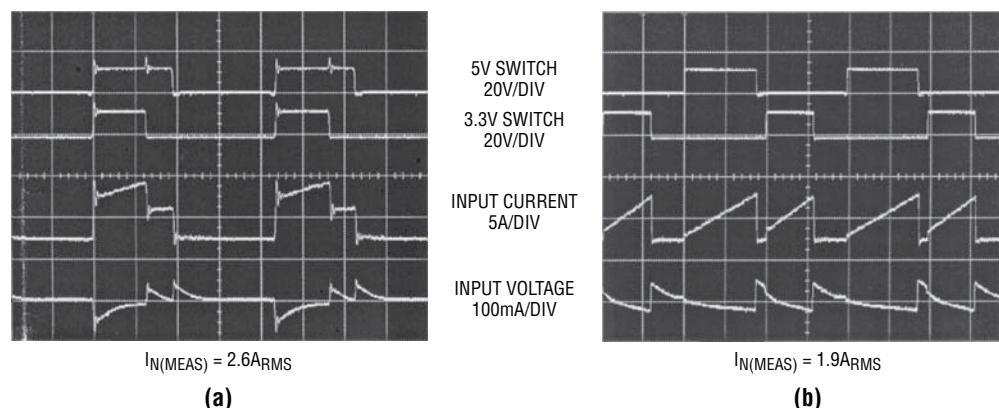 5V SWITCH
20V/DIV
3.3V SWITCH
20V/DIV
INPUT CURRENT
5A/DIV
INPUT VOLTAGE
100mA/DIV
IN(MEAS) = 2.6ARMS
IN(MEAS) = 1.9ARMS
(a)
(b)